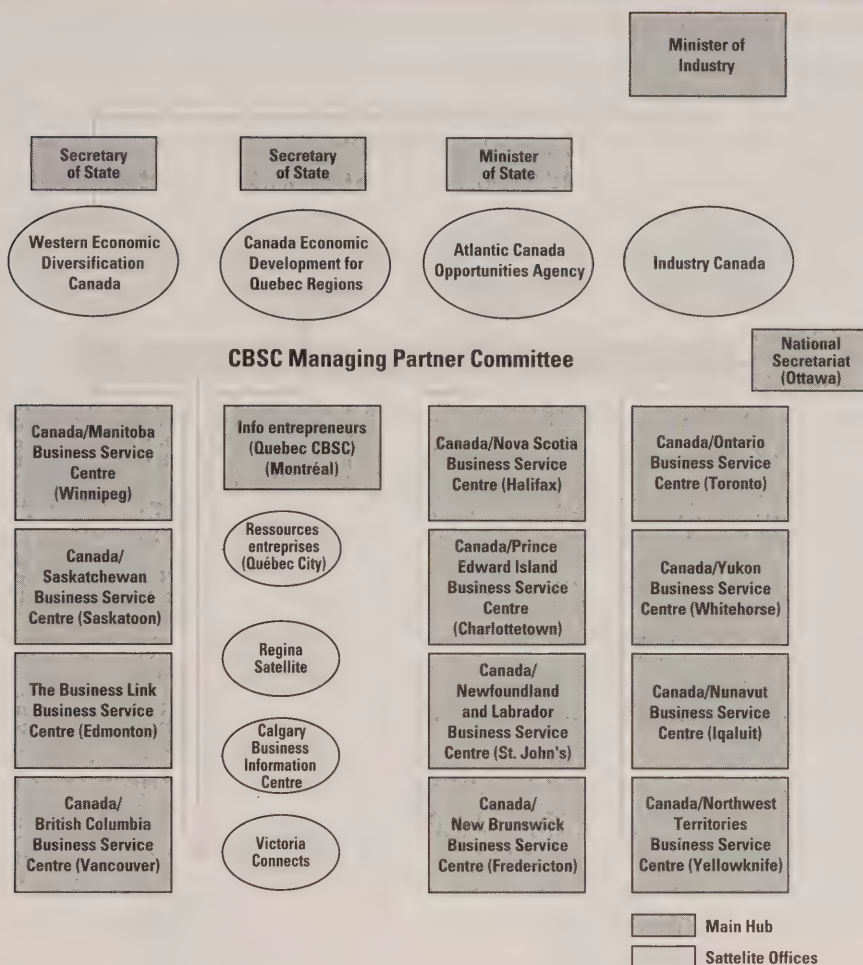 Minister of
Industry
Secretary
of State
Secretary
of State
Minister
of State
Western Economic
Diversification
Canada
Canada Economic
Development for
Quebec Regions
Atlantic Canada
Opportunities Agency
Industry Canada
CBSC Managing Partner Committee
National
Secretariat
(Ottawa)
Canada/Manitoba
Business Service
Centre
(Winnipeg)
Info entrepreneurs
(Quebec CBSC)
(Montréal)
Canada/Nova Scotia
Business Service
Centre (Halifax)
Canada/Ontario
Business Service
Centre (Toronto)
Canada/
Saskatchewan
Business Service
Centre (Saskatoon)
Ressources
entreprises
(Québec City)
Canada/Prince
Edward Island
Business Service
Centre
(Charlottetown)
Canada/Yukon
Business Service
Centre (Whitehorse)
The Business Link
Business Service
Centre (Edmonton)
Regina
Satellite
Canada/
Newfoundland
and Labrador
Business Service
Centre (St. John's)
Canada/Nunavut
Business Service
Centre (Iqaluit)
Calgary
Business
Information
Centre
Canada/
British Columbia
Business Service
Centre (Vancouver)
Victoria
Connects
Canada/
New Brunswick
Business Service
Centre (Fredericton)
Canada/Northwest
Territories
Business Service
Centre (Yellowknife)
Main Hub
Sattelite Offices